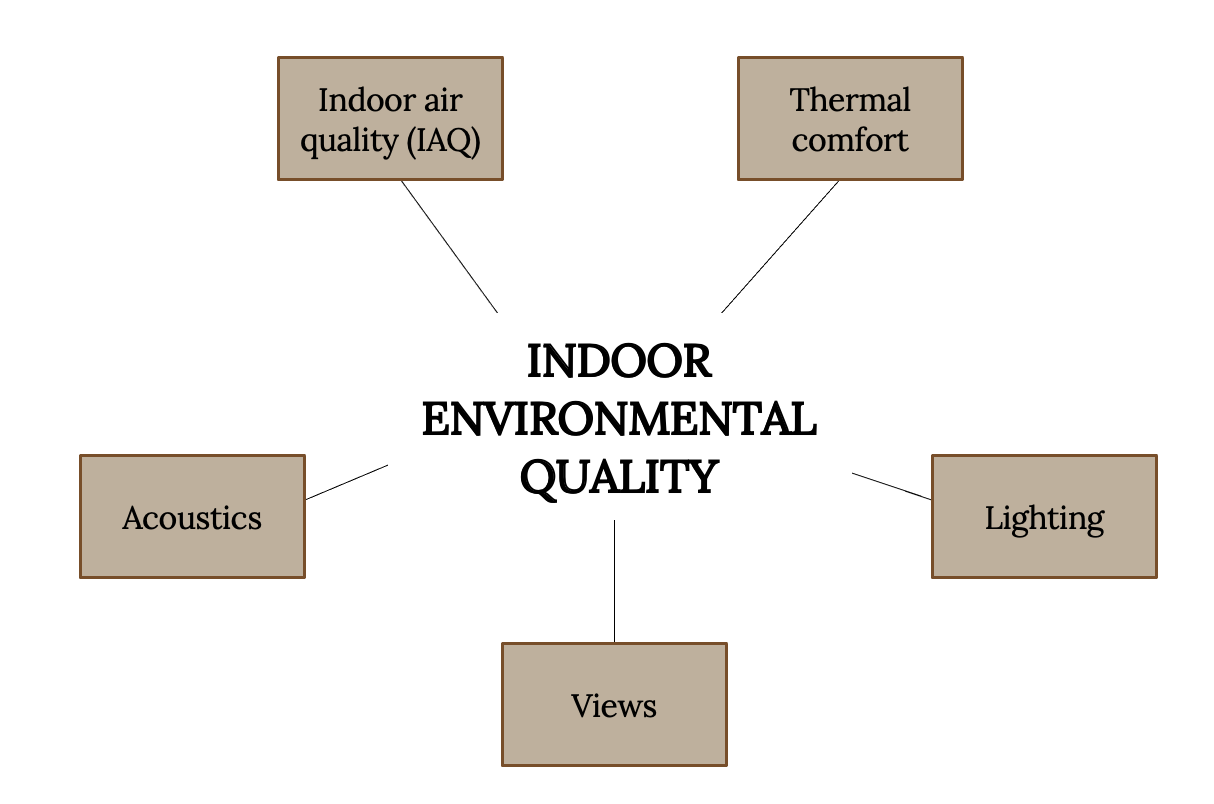 Indoor air
quality (IAQ)
Thermal
comfort
INDOOR
ENVIRONMENTAL
QUALITY
Acoustics
Lighting
Views